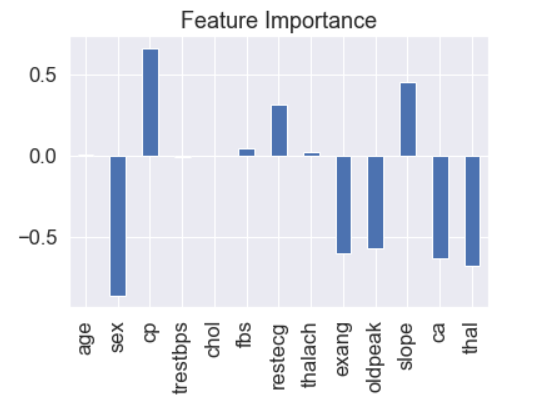 Feature Importance
0.5
0.0
−0.5
age
sex
cp
trestbps
chol
fbs
restecg
thalach
exang
oldpeak
slope
ca
thal